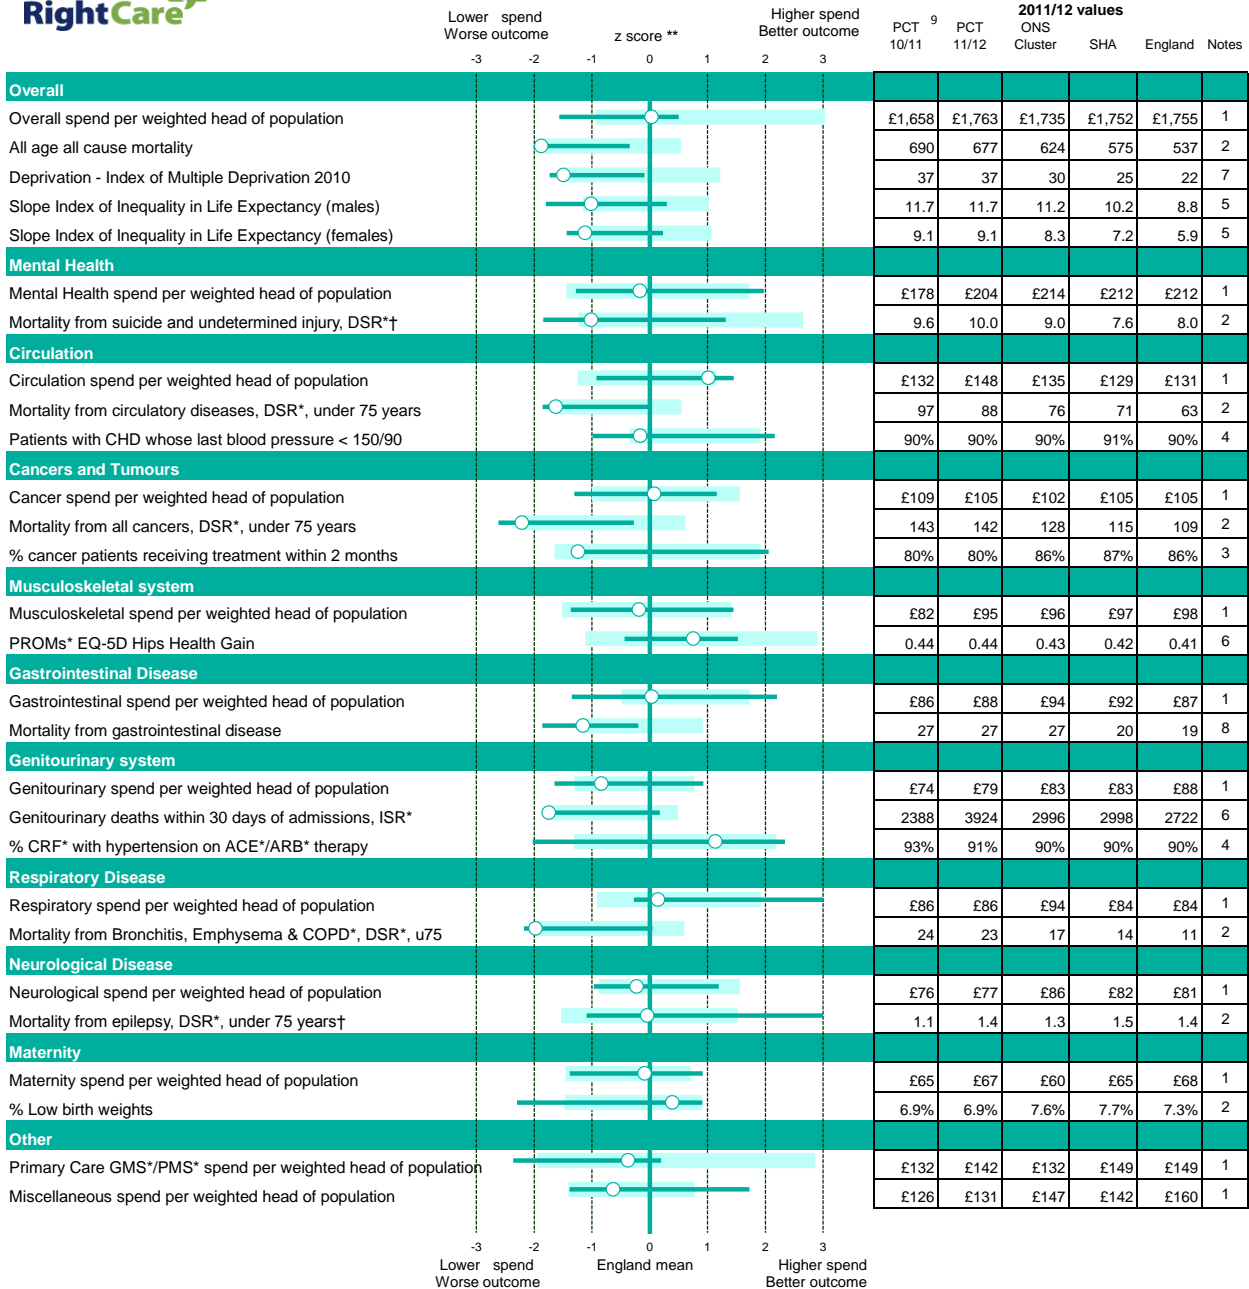 RightCare
Lower spend
Worse outcome
z score **
Higher spend
Better outcome
2011/12 values
PCT 10/11 9 PCT 11/12 ONS Cluster SHA England Notes
-3 -2 -1 0 1 2 3
Overall
Overall spend per weighted head of population £1,658 £1,763 £1,735 £1,752 £1,755 1
All age all cause mortality 690 677 624 575 537 2
Deprivation - Index of Multiple Deprivation 2010 37 37 30 25 22 7
Slope Index of Inequality in Life Expectancy (males) 11.7 11.7 11.2 10.2 8.8 5
Slope Index of Inequality in Life Expectancy (females) 9.1 9.1 8.3 7.2 5.9 5
Mental Health
Mental Health spend per weighted head of population £178 £204 £214 £212 £212 1
Mortality from suicide and undetermined injury, DSR*† 9.6 10.0 9.0 7.6 8.0 2
Circulation
Circulation spend per weighted head of population £132 £148 £135 £129 £131 1
Mortality from circulatory diseases, DSR*, under 75 years 97 88 76 71 63 2
Patients with CHD whose last blood pressure < 150/90 90% 90% 90% 91% 90% 4
Cancers and Tumours
Cancer spend per weighted head of population £109 £105 £102 £105 £105 1
Mortality from all cancers, DSR*, under 75 years 143 142 128 115 109 2
% cancer patients receiving treatment within 2 months 80% 80% 86% 87% 86% 3
Musculoskeletal system
Musculoskeletal spend per weighted head of population £82 £95 £96 £97 £98 1
PROMs* EQ-5D Hips Health Gain 0.44 0.44 0.43 0.42 0.41 6
Gastrointestinal Disease
Gastrointestinal spend per weighted head of population £86 £88 £94 £92 £87 1
Mortality from gastrointestinal disease 27 27 27 20 19 8
Genitourinary system
Genitourinary spend per weighted head of population £74 £79 £83 £83 £88 1
Genitourinary deaths within 30 days of admissions, ISR* 2388 3924 2996 2998 2722 6
% CRF* with hypertension on ACE*/ARB* therapy 93% 91% 90% 90% 90% 4
Respiratory Disease
Respiratory spend per weighted head of population £86 £86 £94 £84 £84 1
Mortality from Bronchitis, Emphysema & COPD*, DSR*, u75 24 23 17 14 11 2
Neurological Disease
Neurological spend per weighted head of population £76 £77 £86 £82 £81 1
Mortality from epilepsy, DSR*, under 75 years† 1.1 1.4 1.3 1.5 1.4 2
Maternity
Maternity spend per weighted head of population £65 £67 £60 £65 £68 1
% Low birth weights 6.9% 6.9% 7.6% 7.7% 7.3% 2
Other
Primary Care GMS*/PMS* spend per weighted head of population £132 £142 £132 £149 £149 1
Miscellaneous spend per weighted head of population £126 £131 £147 £142 £160 1
-3 -2 -1 0 1 2 3
Lower spend
Worse outcome
England mean
Higher spend
Better outcome